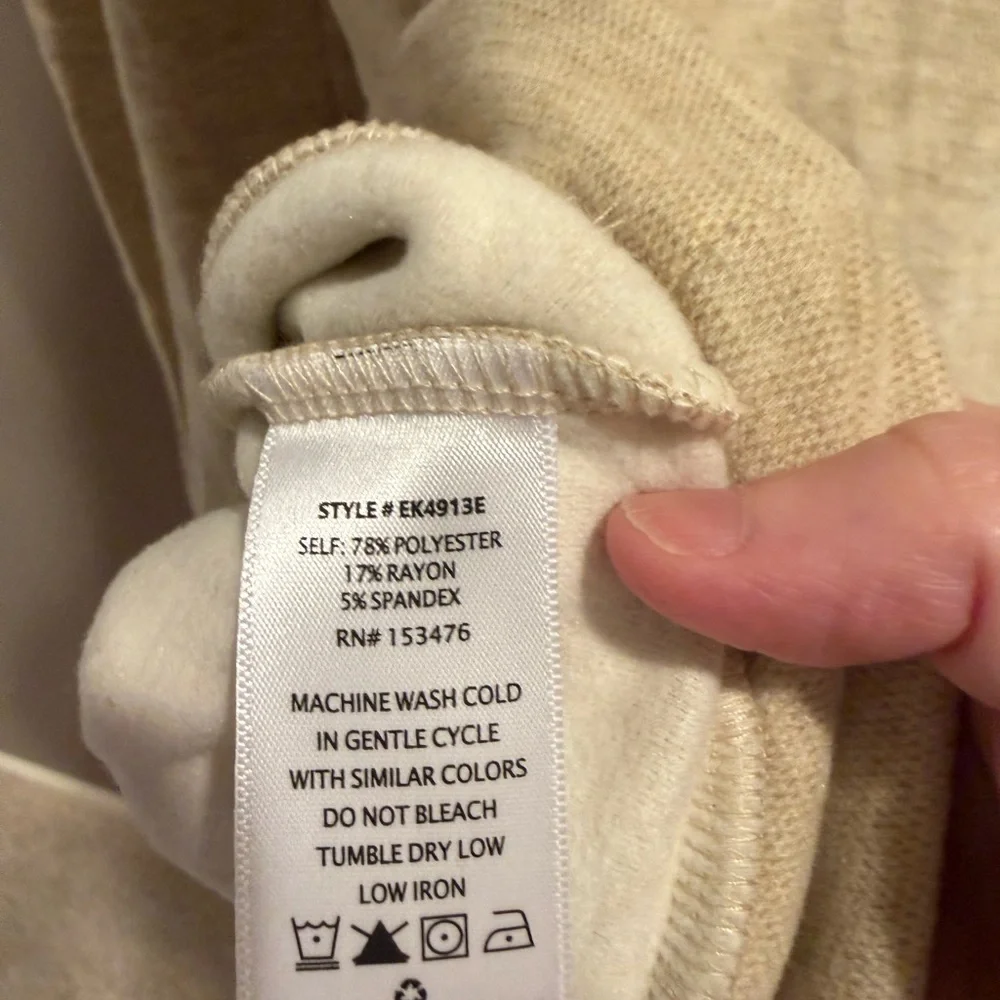 STYLE # EK4913E
SELF: 78% POLYESTER
17% RAYON
5% SPANDEX
RN# 153476
MACHINE WASH COLD
IN GENTLE CYCLE
WITH SIMILAR COLORS
DO NOT BLEACH
TUMBLE DRY LOW
LOW IRON